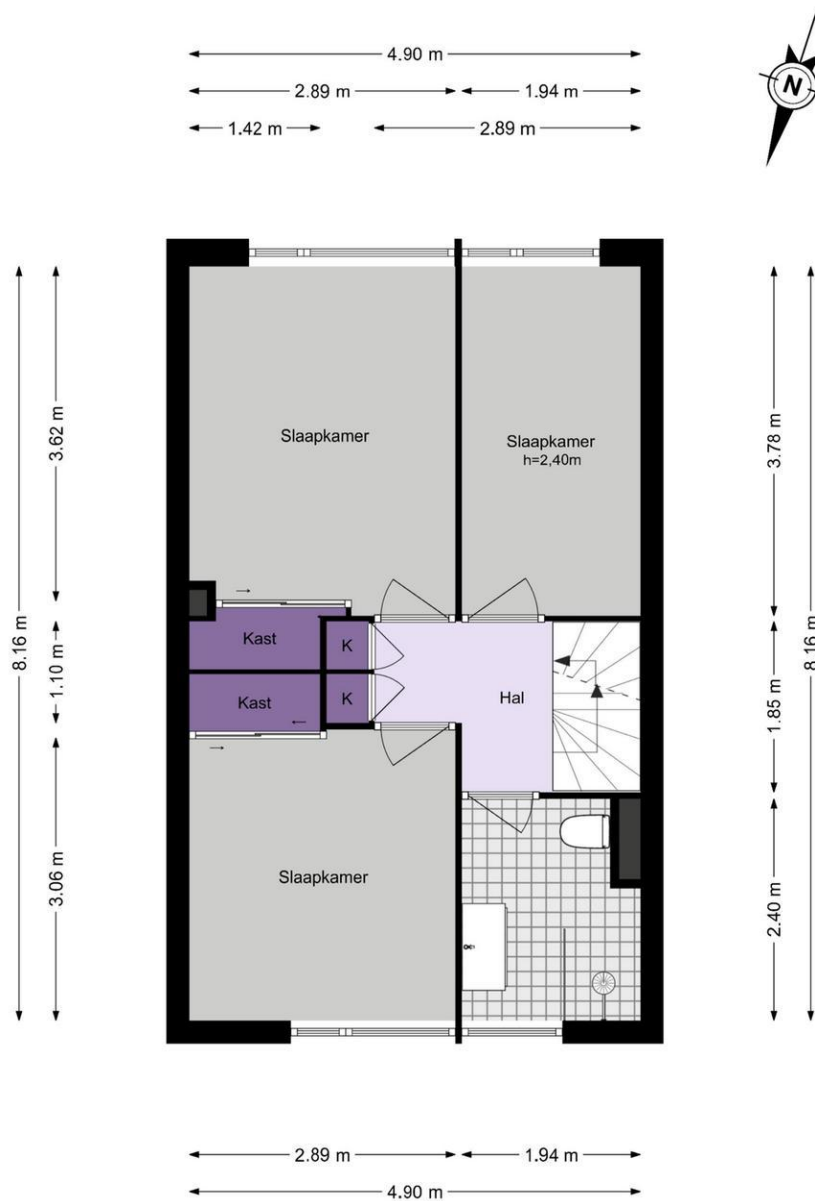 4.90 m
2.89 m
1.94 m
1.42 m
2.89 m
N
Slaapkamer
Slaapkamer
h=2,40m
3.62 m
3.78 m
8.16 m
8.16 m
Kast
K
1.10 m
Kast
K
Hal
1.85 m
Slaapkamer
3.06 m
2.40 m
2.89 m
1.94 m
4.90 m